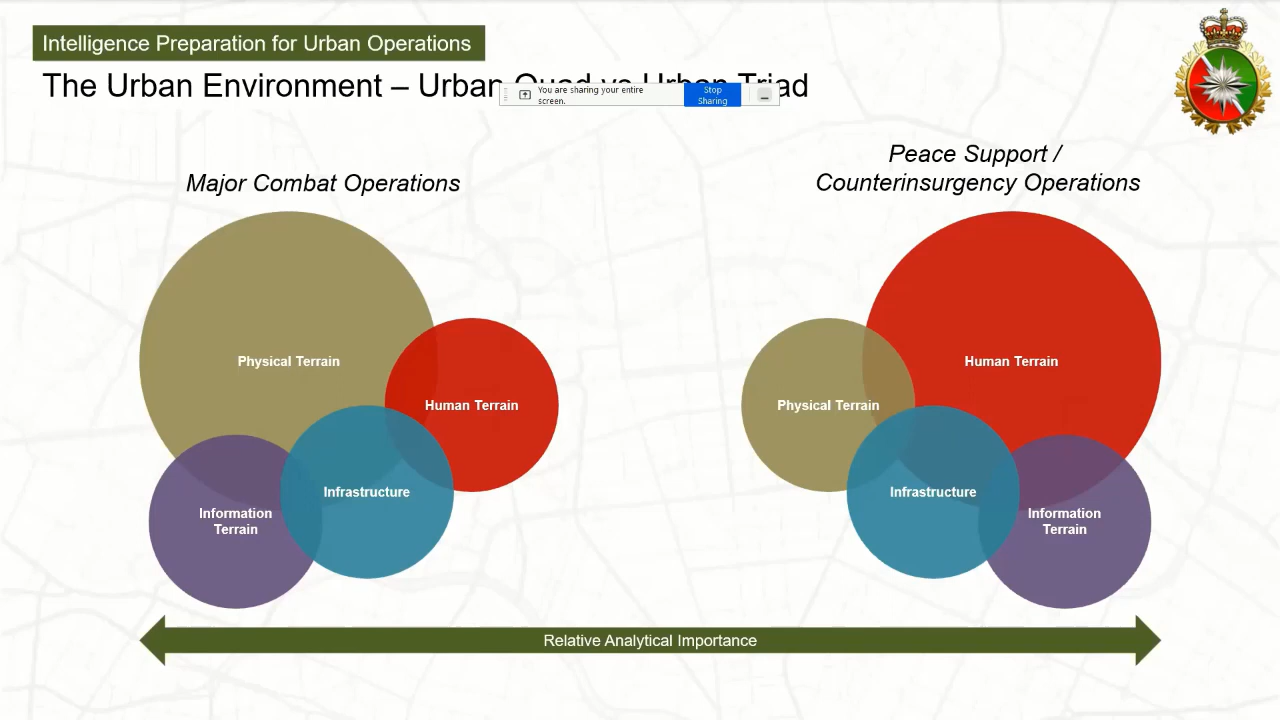 Intelligence Preparation for Urban Operations
The Urban Environment – Urban Quad vs Urban Triad
You are sharing your entire
screen.
Stop
Sharing
Major Combat Operations
Peace Support /
Counterinsurgency Operations
Physical Terrain
Human Terrain
Infrastructure
Information
Terrain
Human Terrain
Physical Terrain
Infrastructure
Information
Terrain
Relative Analytical Importance